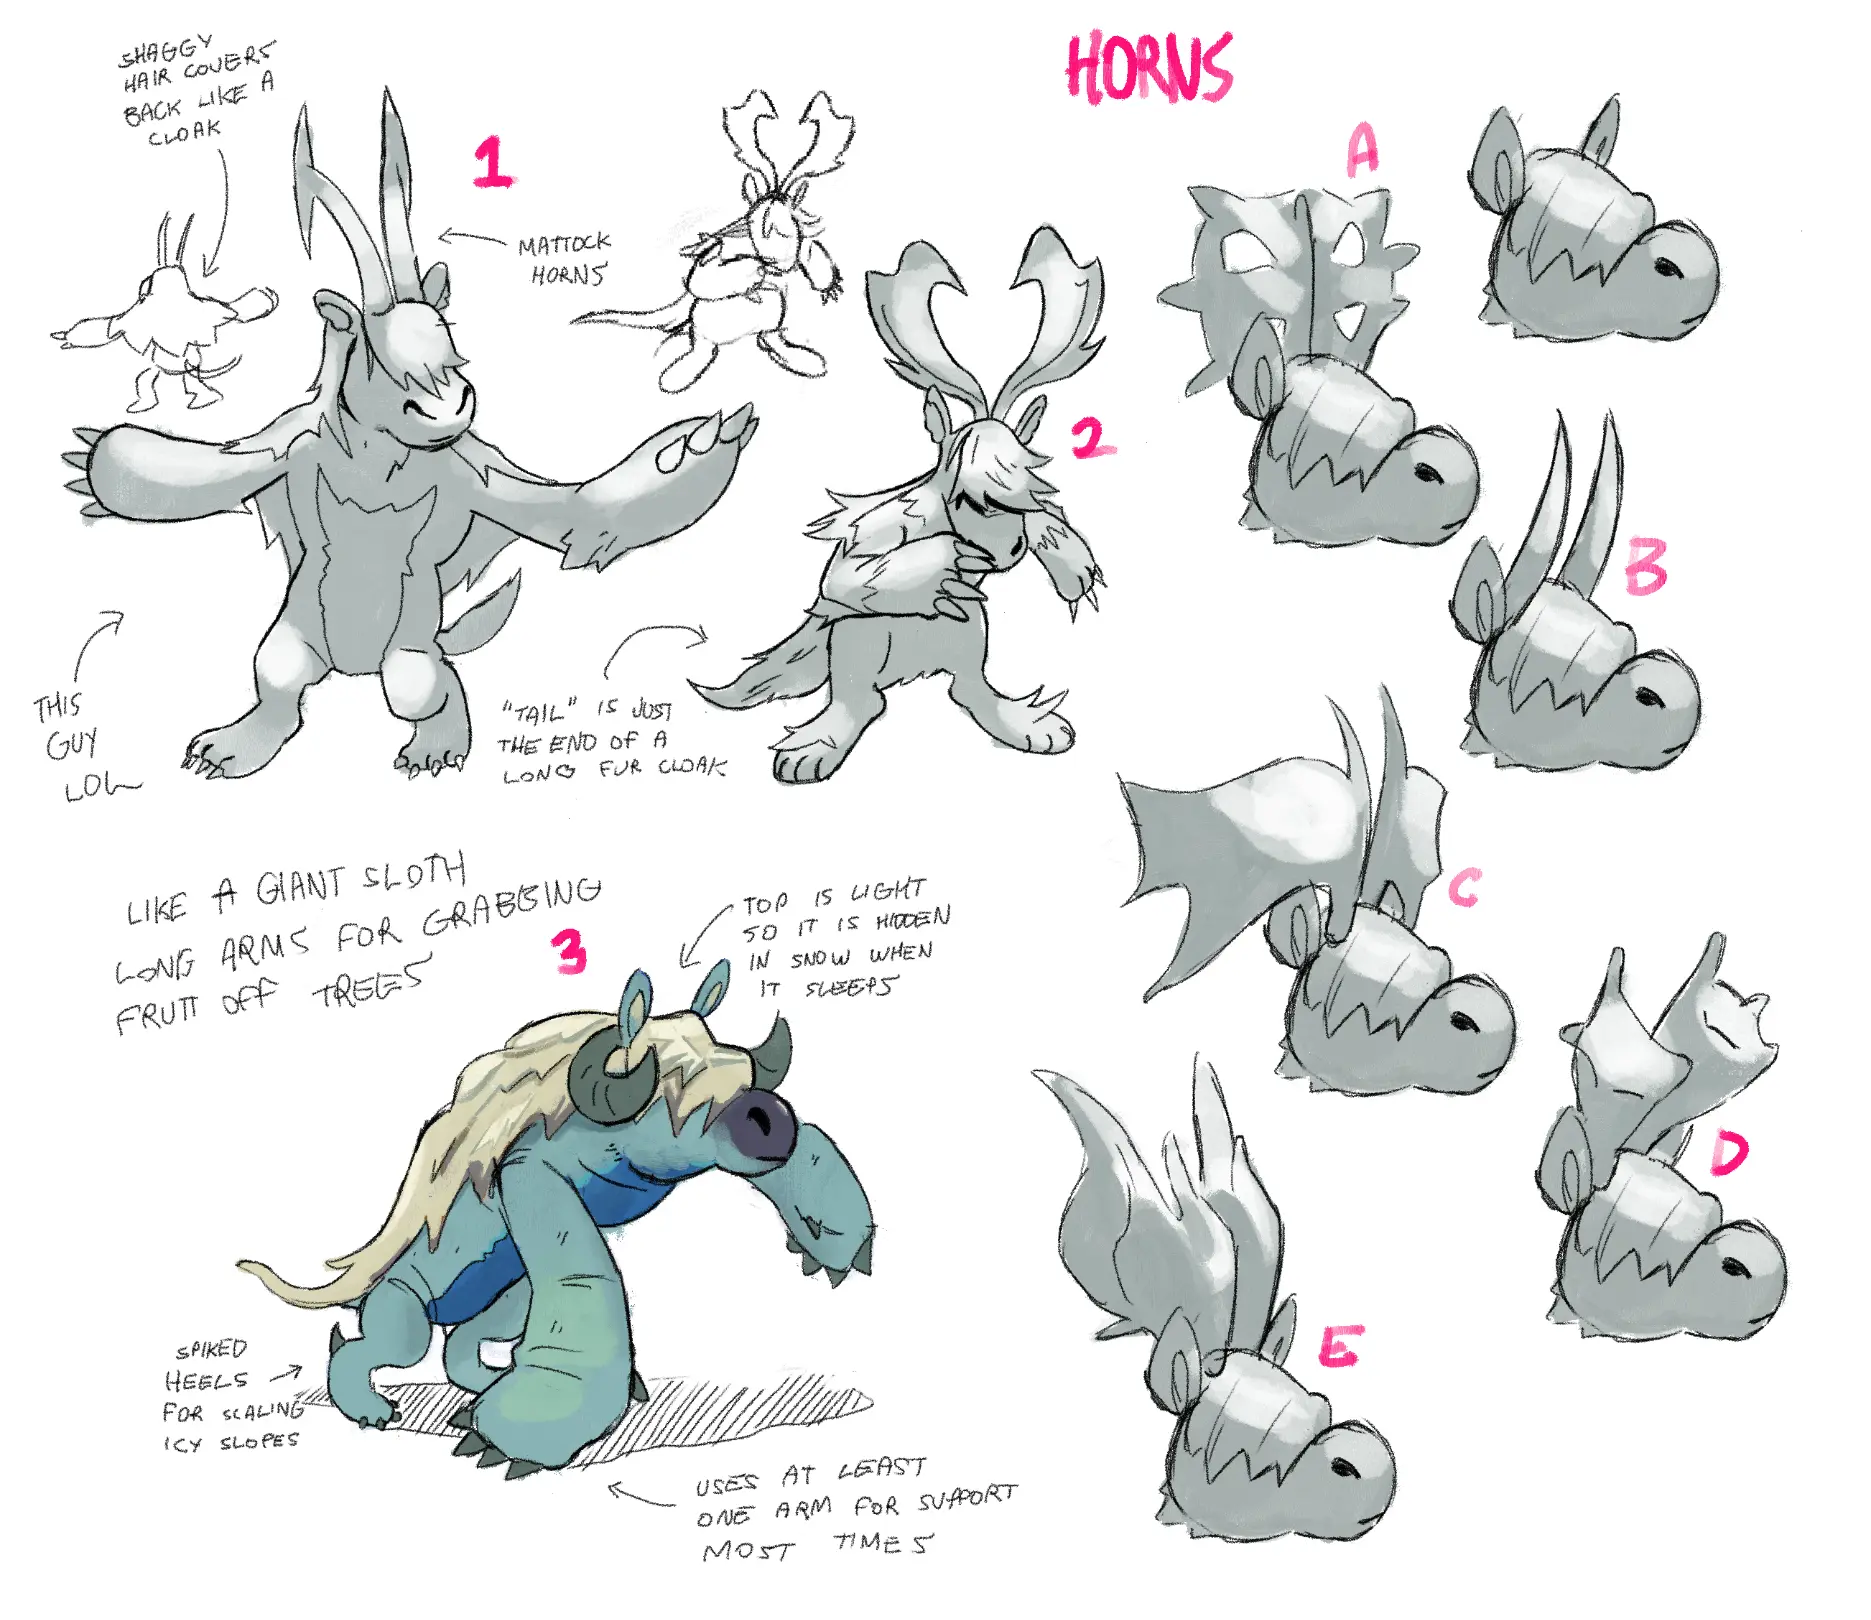 SHAGGY
HAIR COVERS
BACK LIKE A
CLOAK
1
MATTOCK
HORNS
2
THIS
GUY
LOL
"TAIL" IS JUST
THE END OF A
LONG FUR CLOAK
LIKE A GIANT SLOTH
LONG ARMS FOR GRABBING
FRUIT OFF TREES
3
TOP IS LIGHT
SO IT IS HIDDEN
IN SNOW WHEN
IT SLEEPS
SPIKED
HEELS
FOR SCALING
ICY SLOPES
USES AT LEAST
ONE ARM FOR SUPPORT
MOST TIMES
HORNS
A
B
C
D
E